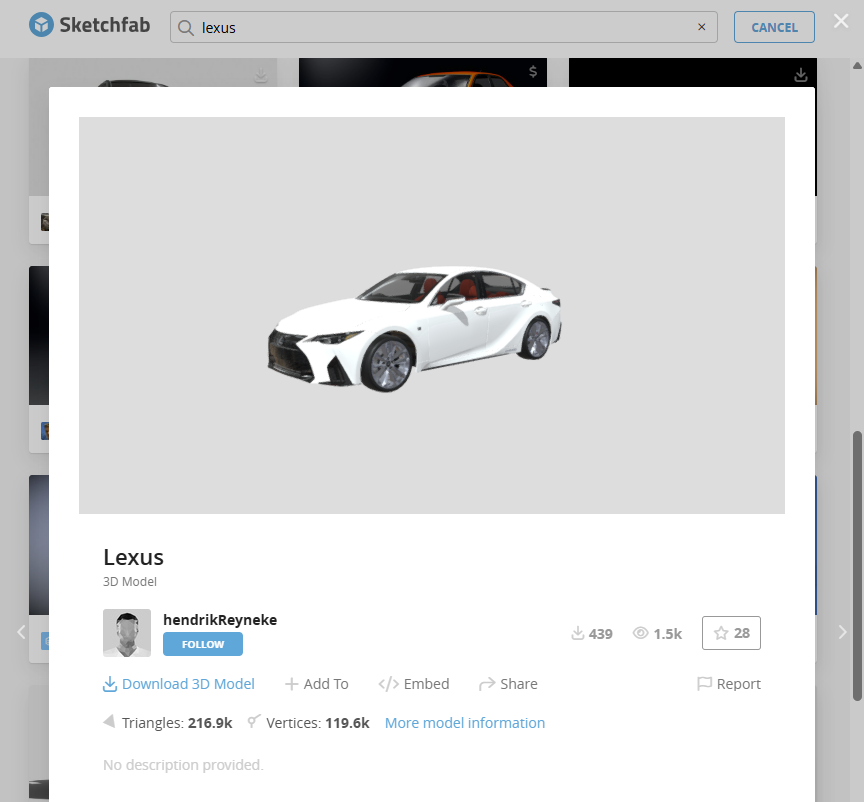 Sketchfab
lexus
CANCEL
$
Lexus
3D Model
hendrikReyneke
FOLLOW
439
1.5k
28
Download 3D Model
Add To
Embed
Share
Report
Triangles: 216.9k
Vertices: 119.6k
More model information
No description provided.